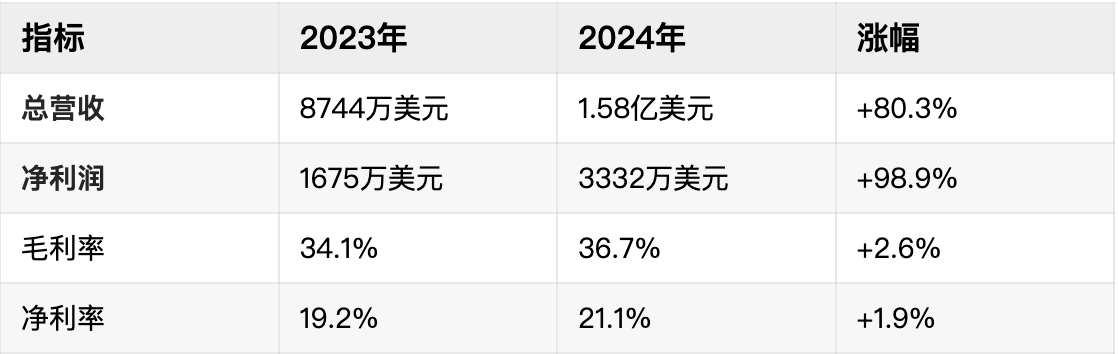 指标 2023年 2024年 涨幅
总营收 8744万美元 1.58亿美元 +80.3%
净利润 1675万美元 3332万美元 +98.9%
毛利率 34.1% 36.7% +2.6%
净利率 19.2% 21.1% +1.9%